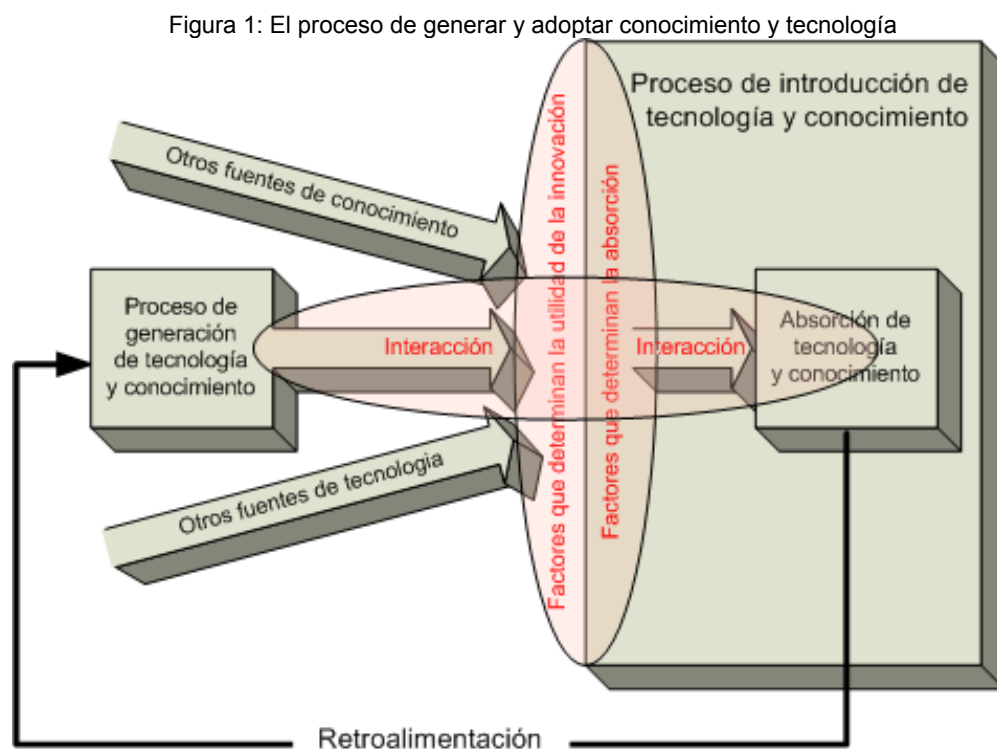 Figura 1: El proceso de generar y adoptar conocimiento y tecnología
Proceso de introducción de
tecnología y conocimiento
Otros fuentes de conocimiento
Factores que determinan la utilidad de la innovación
Factores que determinan la absorción
Proceso de
generación
de tecnología
y conocimiento
Interacción
Interacción
Absorción de
tecnología
y conocimiento
Otros fuentes de tecnologia
Retroalimentación